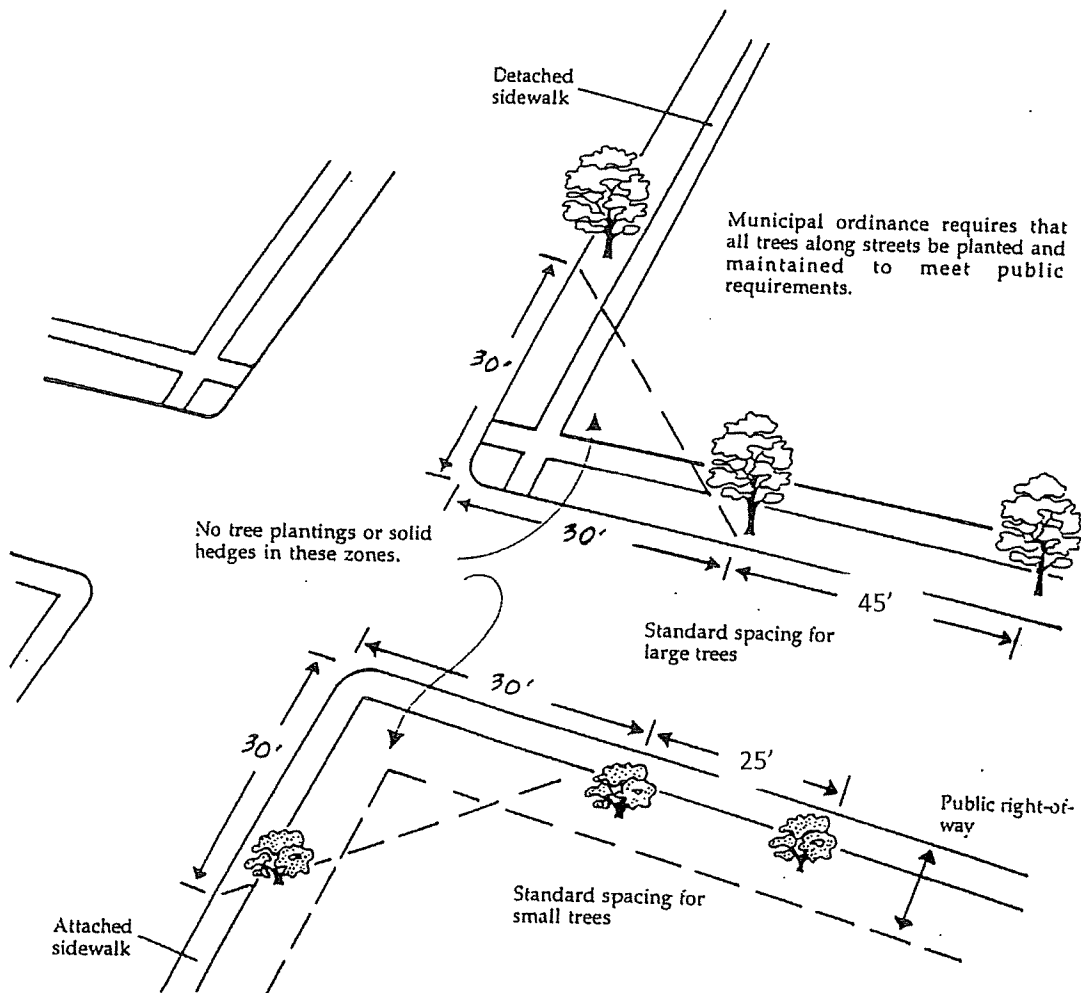 Detached
sidewalk
Municipal ordinance requires that
all trees along streets be planted and
maintained to meet public
requirements.
30'
No tree plantings or solid
hedges in these zones.
30'
45'
Standard spacing for
large trees
30'
30'
25'
Public right-of-
way
Standard spacing for
small trees
Attached
sidewalk